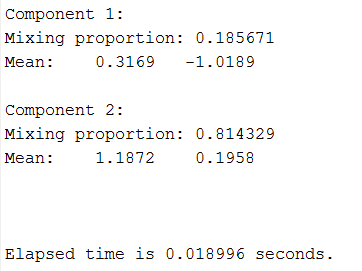 Component 1:
Mixing proportion: 0.185671
Mean:    0.3169   -1.0189
Component 2:
Mixing proportion: 0.814329
Mean:    1.1872    0.1958
Elapsed time is 0.018996 seconds.